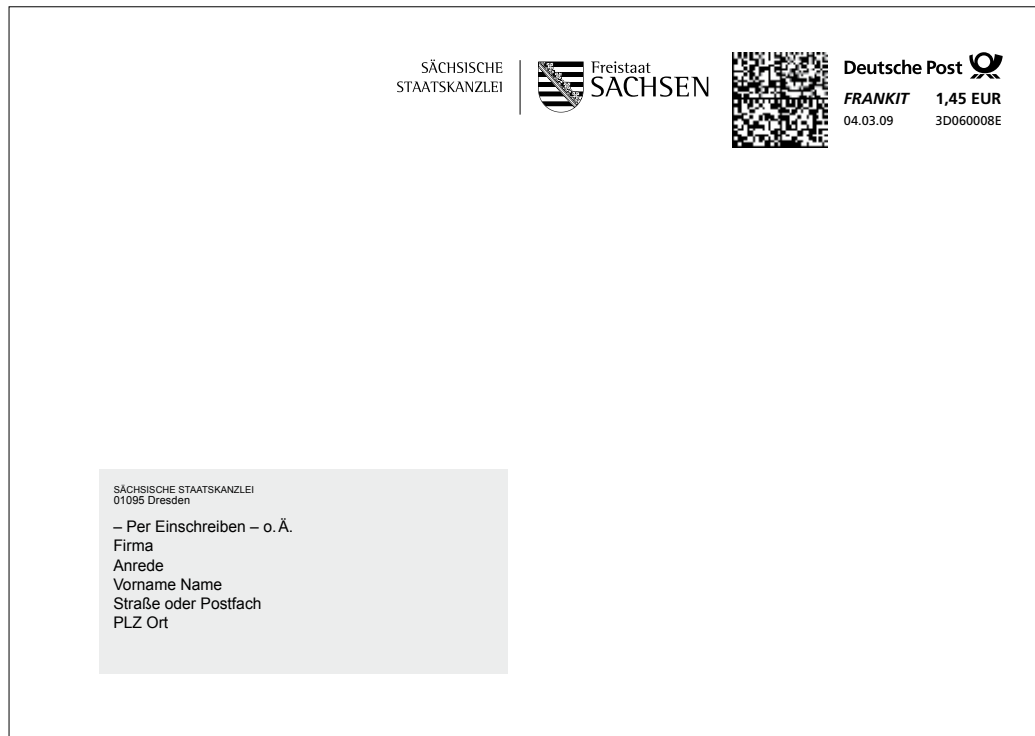 SÄCHSISCHE
STAATSKANZLEI
Freistaat
SACHSEN
Deutsche Post
FRANKIT 1,45 EUR
04.03.09 3D060008E
SÄCHSISCHE STAATSKANZLEI
01095 Dresden
– Per Einschreiben – o. Ä.
Firma
Anrede
Vorname Name
Straße oder Postfach
PLZ Ort